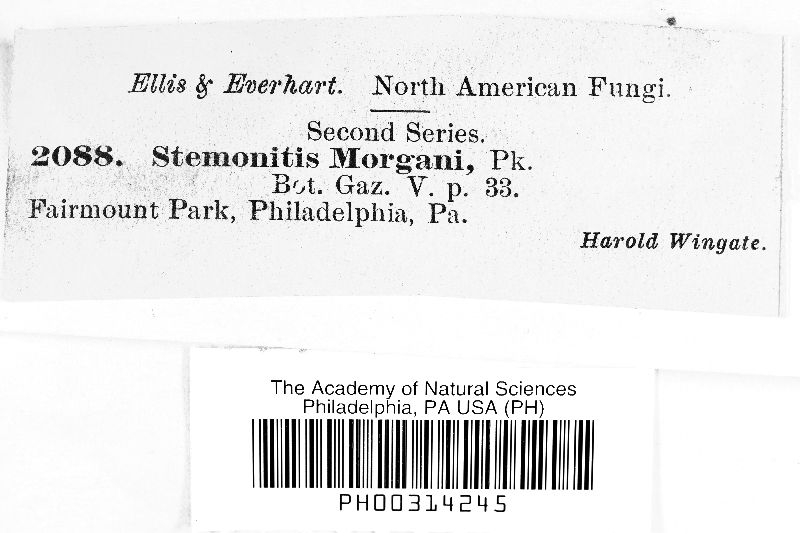 Ellis & Everhart. North American Fungi.
Second Series.
2088. Stemonitis Morgani, Pk.
Bot. Gaz. V. p. 33.
Fairmount Park, Philadelphia, Pa.
Harold Wingate.
The Academy of Natural Sciences
Philadelphia, PA USA (PH)
PH00314245